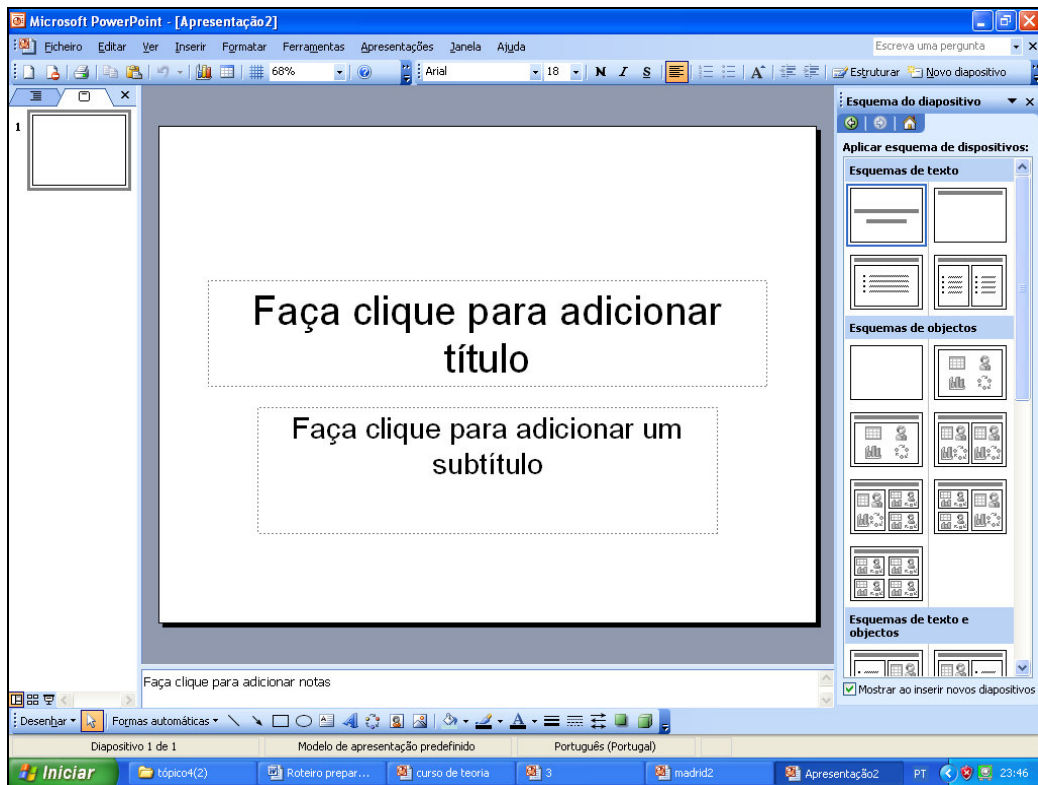 Microsoft PowerPoint - [Apresentação2]
Ficheiro Editar Ver Inserir Formatar Ferramentas Apresentações Janela Ajuda
Escreva uma pergunta
68%
Arial
18
N I S
Estruturar
Novo diapositivo
1
Faça clique para adicionar
título
Faça clique para adicionar um
subtítulo
Faça clique para adicionar notas
Esquema do diapositivo
Aplicar esquema de dispositivos:
Esquemas de texto
Esquemas de objectos
Esquemas de texto e
objectos
Mostrar ao inserir novos diapositivos
Desenhar
Formas automáticas
Diapositivo 1 de 1
Modelo de apresentação predefinido
Português (Portugal)
Iniciar
tópico4(2)
Roteiro prepar...
curso de teoria
3
madrid2
Apresentação2
PT
23:46